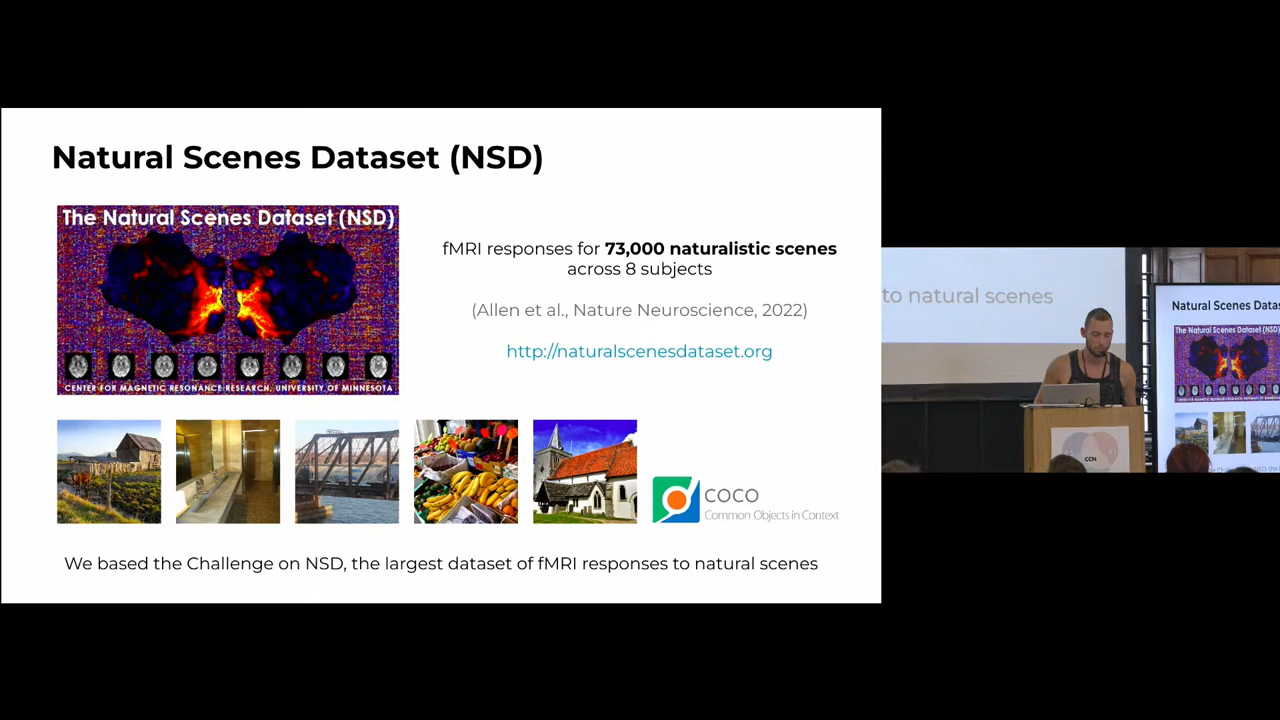 Natural Scenes Dataset (NSD)
The Natural Scenes Dataset (NSD)
CENTER FOR MAGNETIC RESONANCE RESEARCH, UNIVERSITY OF MINNESOTA
fMRI responses for 73,000 naturalistic scenes
across 8 subjects
(Allen et al., Nature Neuroscience, 2022)
http://naturalscenesdataset.org
COCO
Common Objects in Context
We based the Challenge on NSD, the largest dataset of fMRI responses to natural scenes
to natural scenes
CCN
Natural Scenes Datas
The Natural Scenes Dataset (NSD)